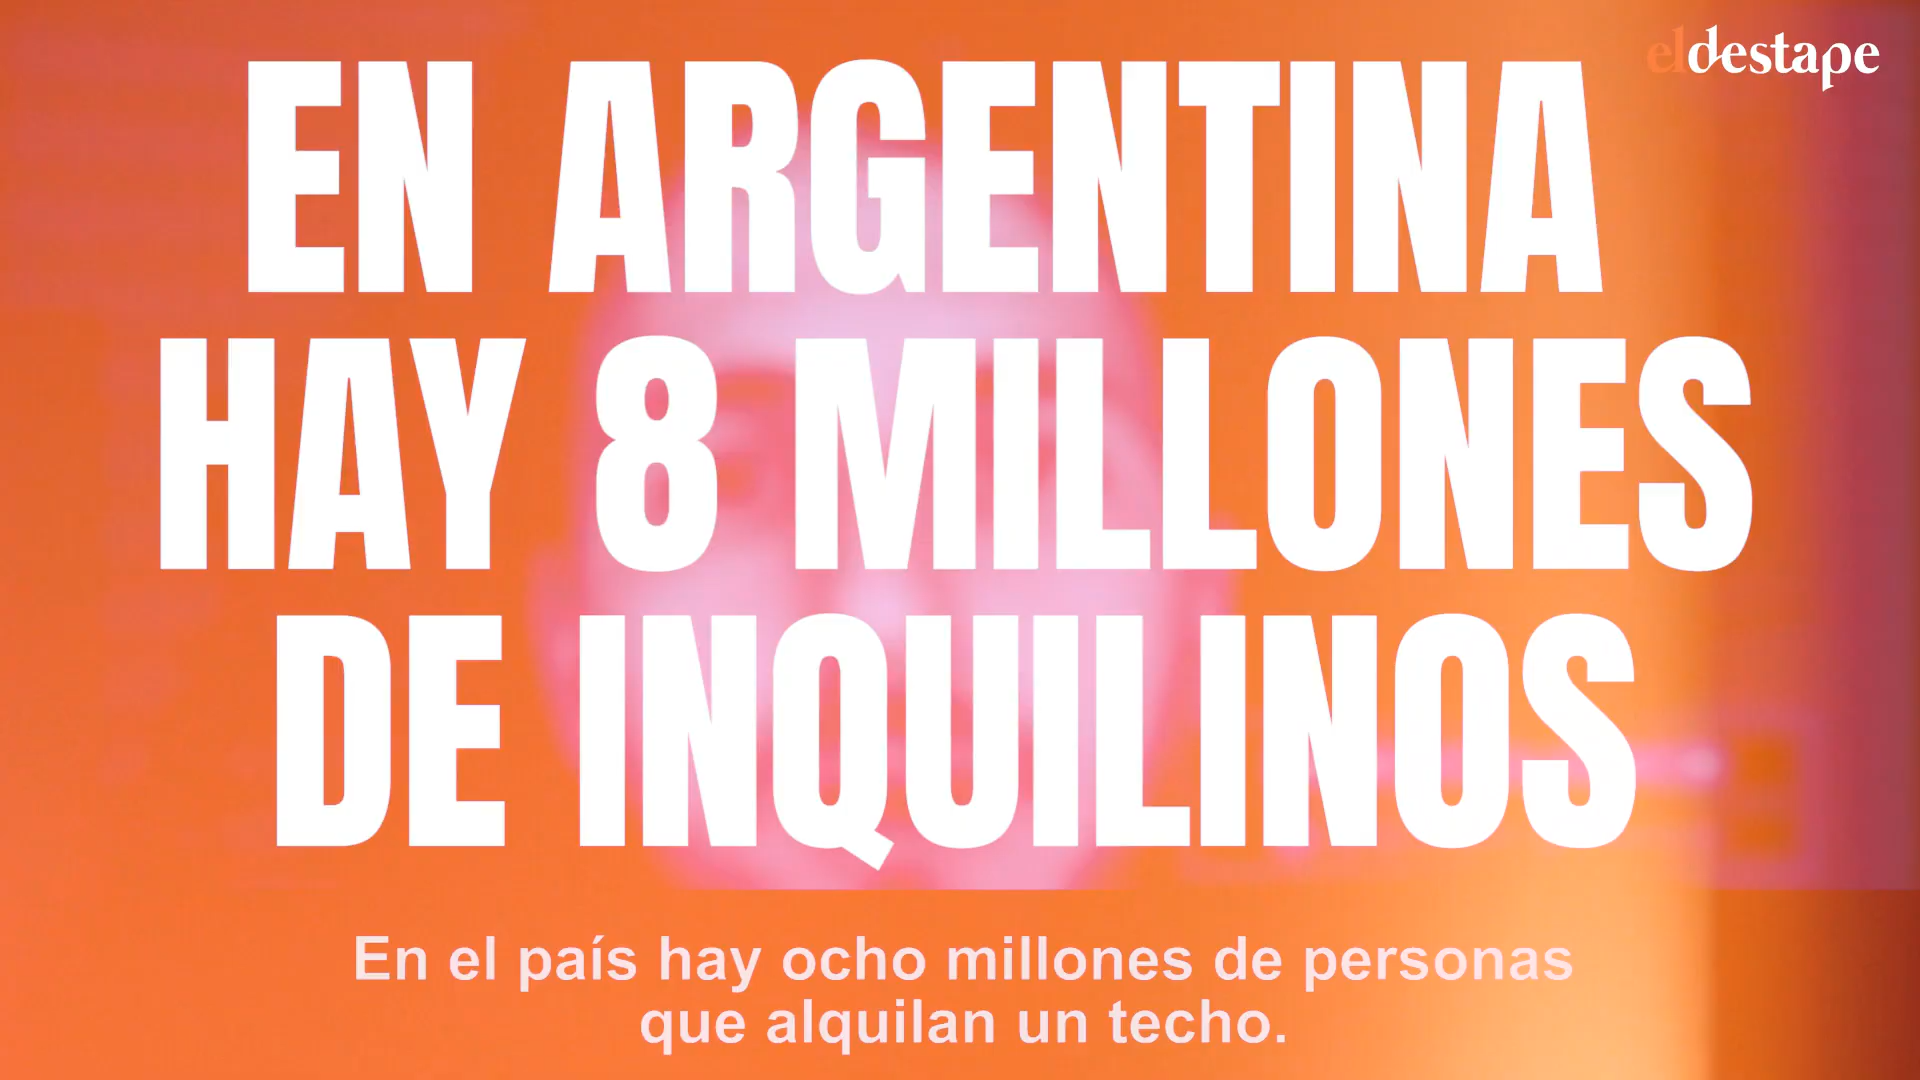 eldestape
EN ARGENTINA
HAY 8 MILLONES
DE INQUILINOS
En el país hay ocho millones de personas
que alquilan un techo.